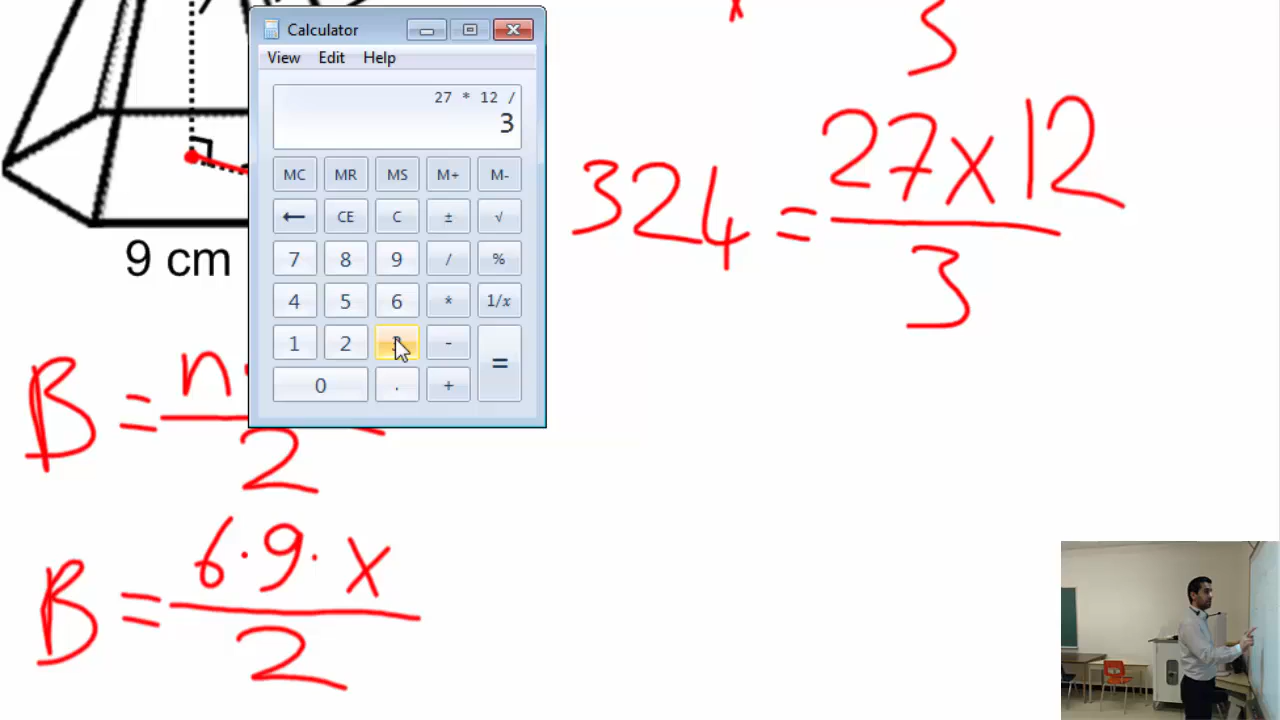 Calculator
View Edit Help
27 * 12 /
3
MC MR MS M+ M-
← CE C ± √
7 8 9 / %
4 5 6 * 1/x
1 2 3 -
=
0 . +
9 cm
3
324 = 27x12
3
B = n.
2
B = 6.9.x
2